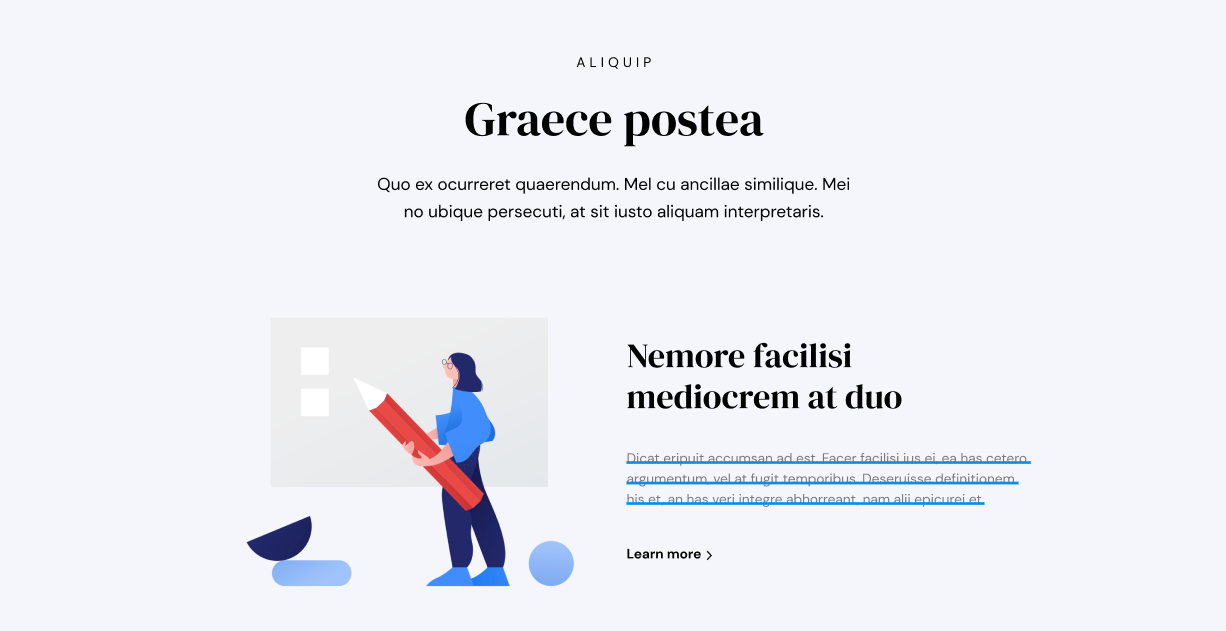 ALIQUIP
Graece postea
Quo ex ocurreret quaerendum. Mel cu ancillae similique. Mei
no ubique persecuti, at sit iusto aliquam interpretaris.
Nemore facilisi
mediocrem at duo
Dicat eripuit accumsan ad est. Facer facilisi ius ei, ea has cetero
argumentum, vel at fugit temporibus. Deseruisse definitionem
his et, an has veri integre abhorreant, nam alii epicurei et.
Learn more